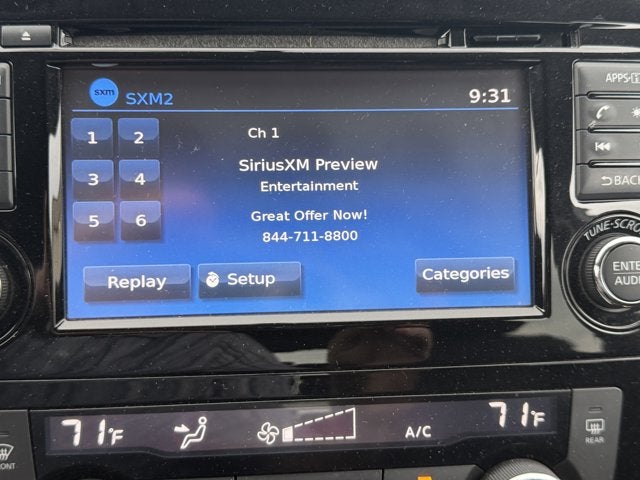 APPS·
sxm SXM2 9:31
1 2 Ch 1
SiriusXM Preview
3 4 Entertainment
BACK
5 6 Great Offer Now!
844-711-8800
TUNE-SCROLL
Replay Setup Categories
ENTER
AUDIO
71°F A/C 71°F
FRONT REAR